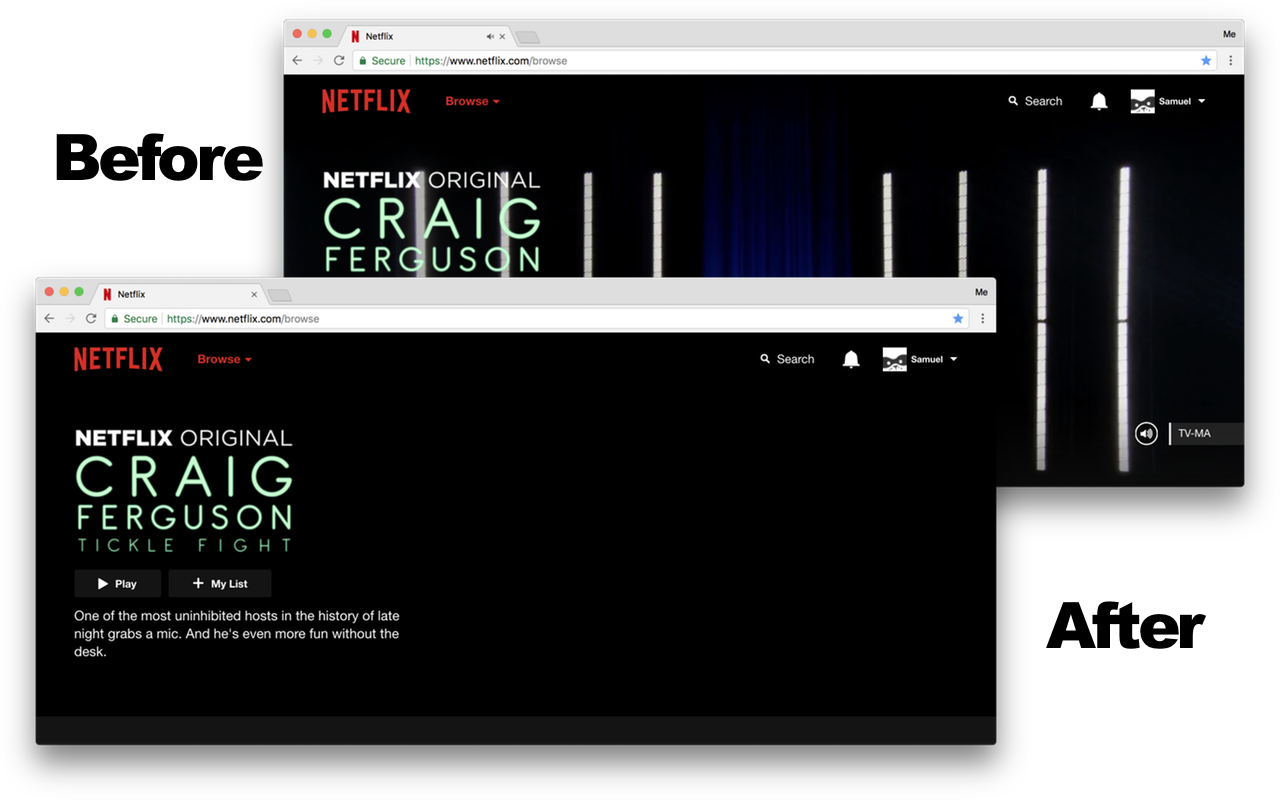 Before
Netflix
Me
Secure https://www.netflix.com/browse
NETFLIX Browse Search Samuel
NETFLIX ORIGINAL
CRAIG
FERGUSON
TV-MA
Netflix
Me
Secure https://www.netflix.com/browse
NETFLIX Browse Search Samuel
NETFLIX ORIGINAL
CRAIG
FERGUSON
TICKLE FIGHT
Play My List
One of the most uninhibited hosts in the history of late
night grabs a mic. And he's even more fun without the
desk.
After